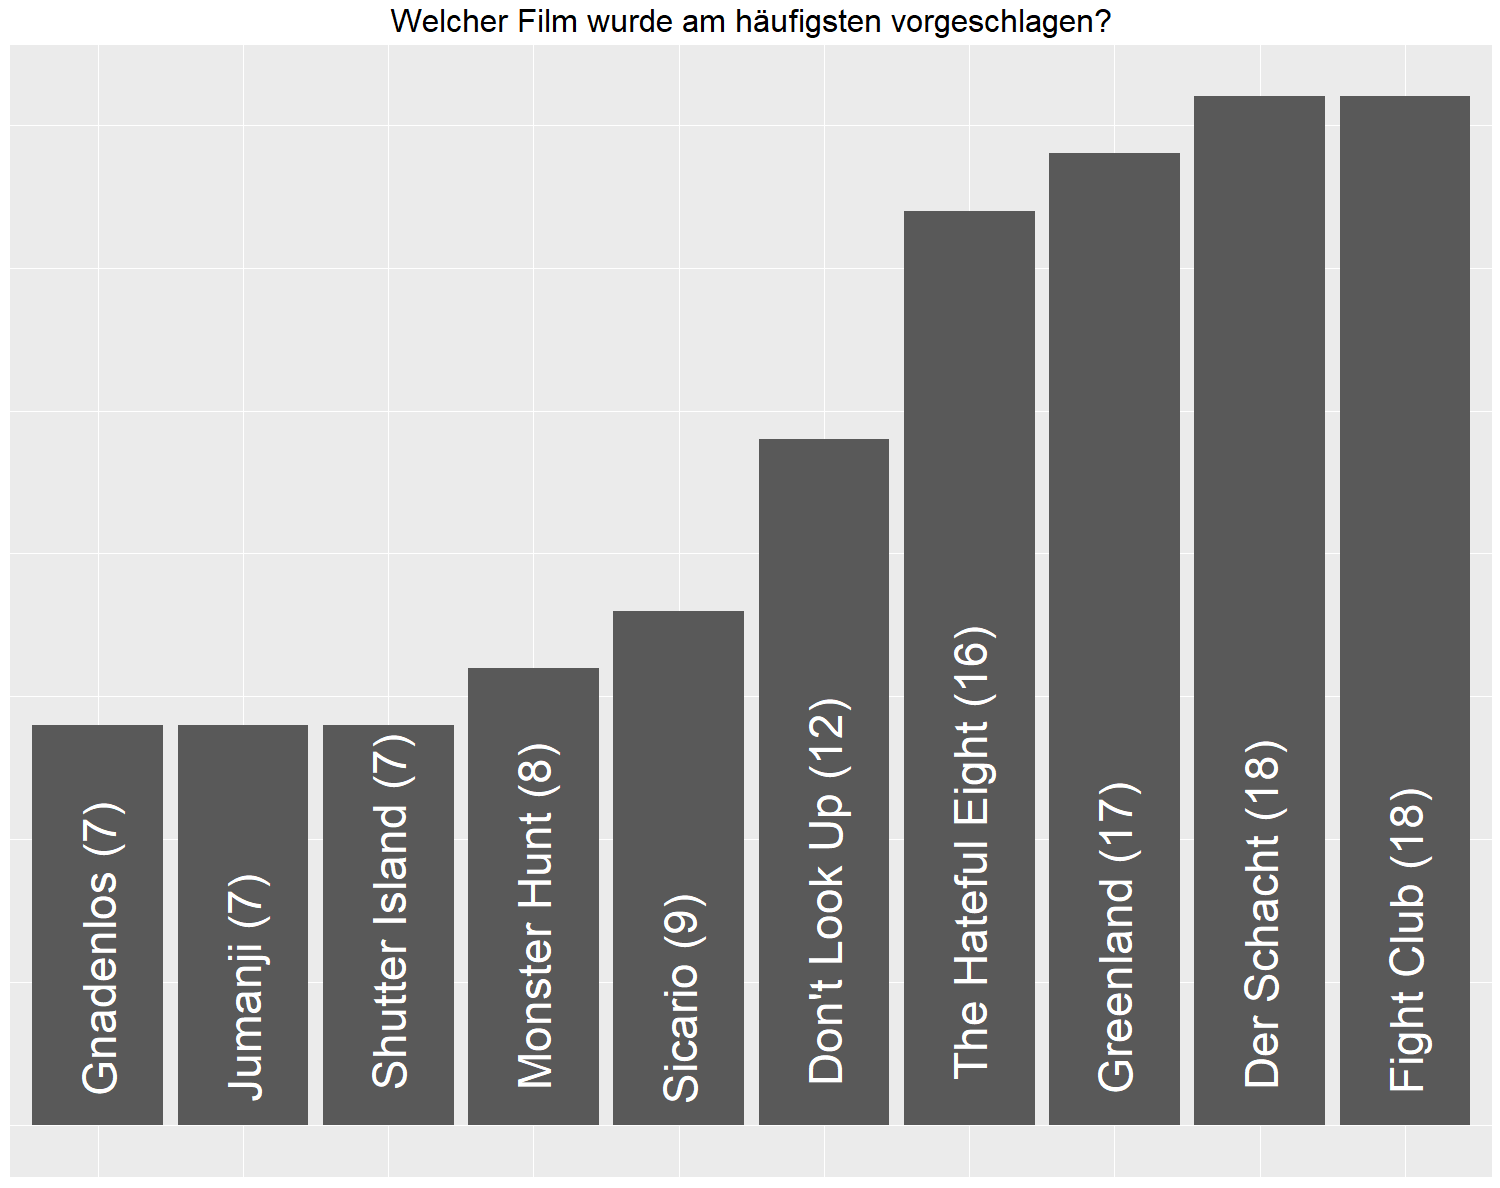 Welcher Film wurde am häufigsten vorgeschlagen?
Gnadenlos (7)
Jumanji (7)
Shutter Island (7)
Monster Hunt (8)
Sicario (9)
Don't Look Up (12)
The Hateful Eight (16)
Greenland (17)
Der Schacht (18)
Fight Club (18)